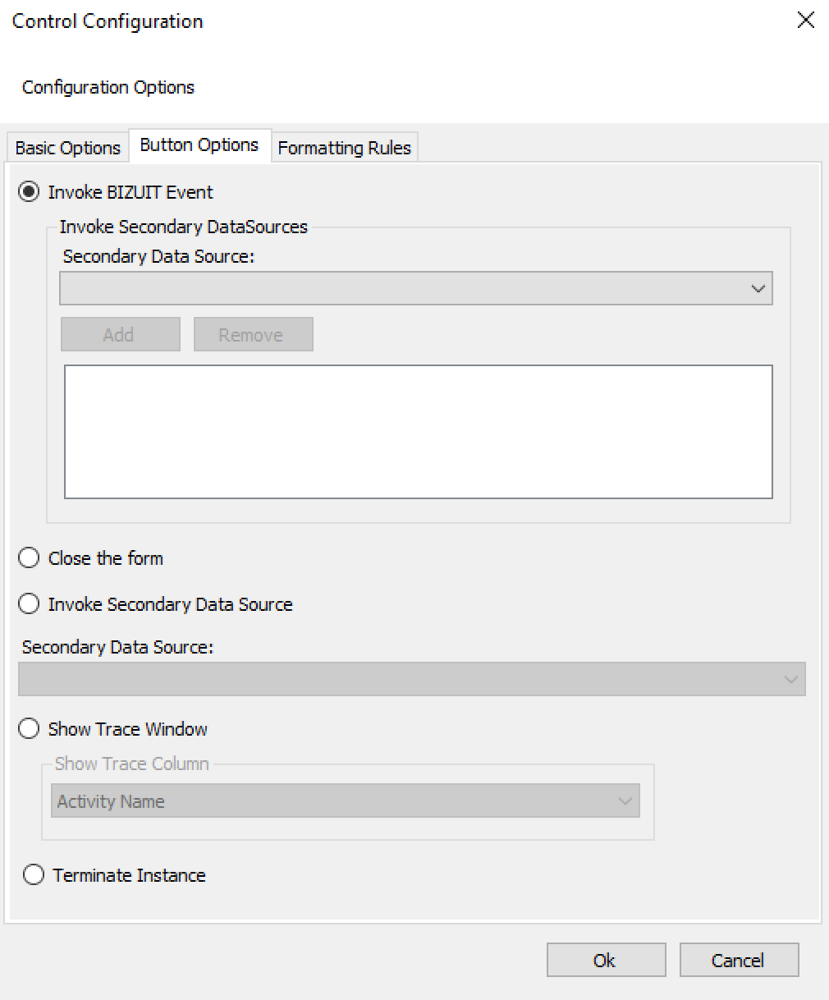 Control Configuration
Configuration Options
Basic Options
Button Options
Formatting Rules
Invoke BIZUIT Event
Invoke Secondary DataSources
Secondary Data Source:
Add
Remove
Close the form
Invoke Secondary Data Source
Secondary Data Source:
Show Trace Window
Show Trace Column
Activity Name
Terminate Instance
Ok
Cancel